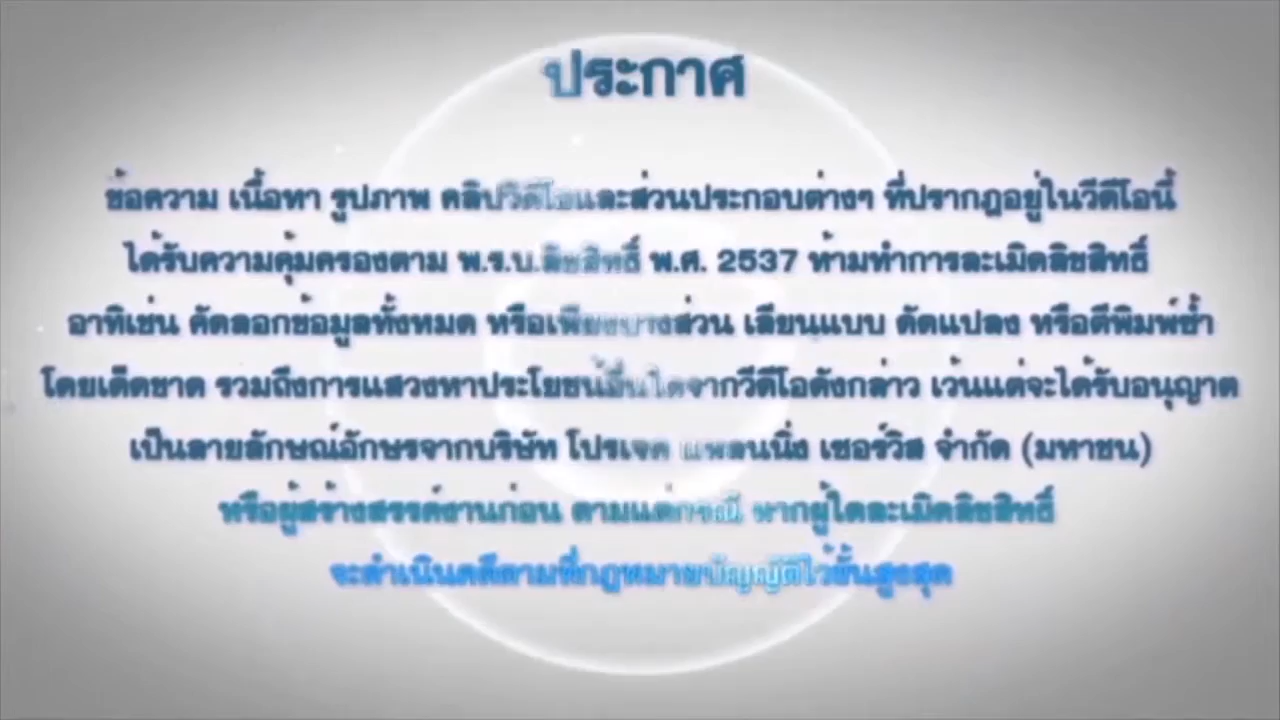 ประกาศ
ข้อความ เนื้อหา รูปภาพ คลิปวิดีโอและส่วนประกอบต่างๆ ที่ปรากฏอยู่ในวีดีโอนี้
ได้รับความคุ้มครองตาม พ.ร.บ.ลิขสิทธิ์ พ.ศ. 2537 ห้ามทำการละเมิดลิขสิทธิ์
อาทิเช่น คัดลอกข้อมูลทั้งหมด หรือเพียงบางส่วน เลียนแบบ ดัดแปลง หรือตีพิมพ์ซ้ำ
โดยเด็ดขาด รวมถึงการแสวงหาประโยชน์อื่นใดจากวีดีโอดังกล่าว เว้นแต่จะได้รับอนุญาต
เป็นลายลักษณ์อักษรจากบริษัท โปรเจค แพลนนิ่ง เซอร์วิส จำกัด (มหาชน)
หรือผู้สร้างสรรค์งานก่อน ตามแต่กรณี หากผู้ใดละเมิดลิขสิทธิ์
จะดำเนินคดีตามที่กฎหมายบัญญัติไว้ขั้นสูงสุด